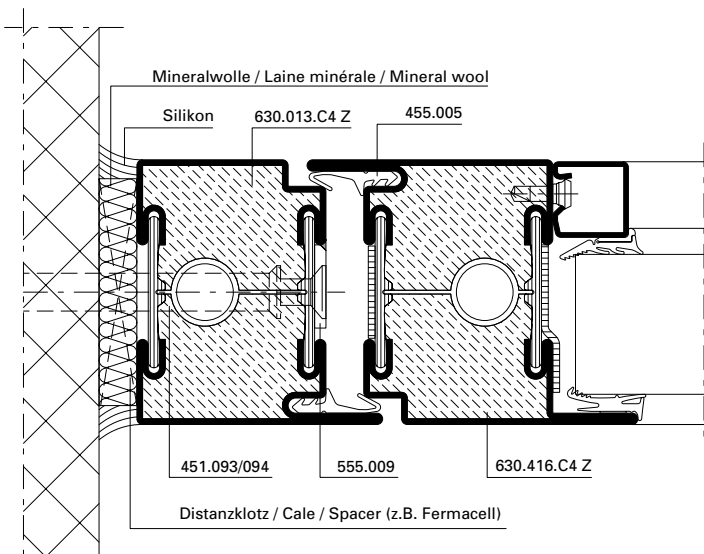 Mineralwolle / Laine minérale / Mineral wool
Silikon
630.013.C4 Z
455.005
451.093/094
555.009
630.416.C4 Z
Distanzklotz / Cale / Spacer (z.B. Fermacell)